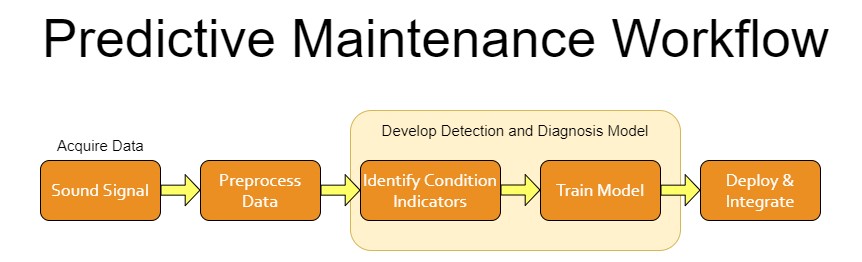 Predictive Maintenance Workflow
Develop Detection and Diagnosis Model
Acquire Data
Sound Signal
Preprocess
Data
Identify Condition
Indicators
Train Model
Deploy &
Integrate